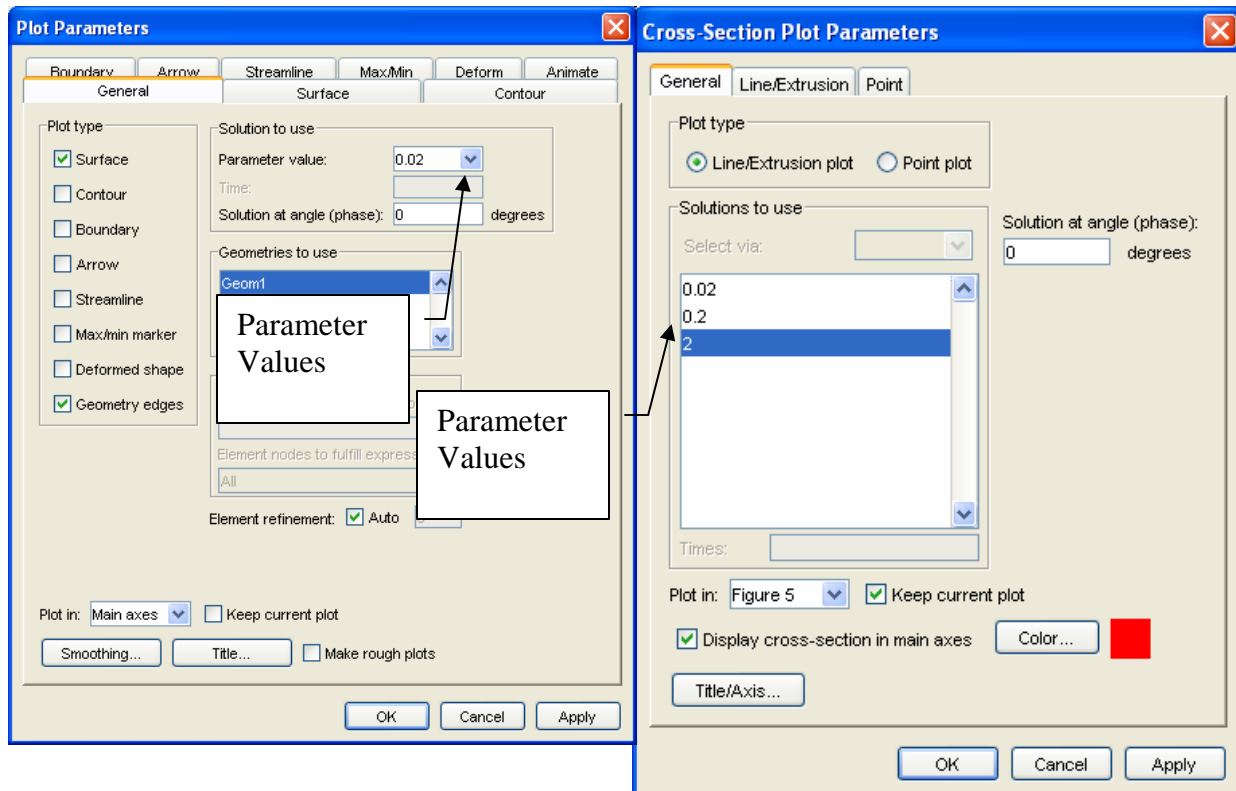 Plot Parameters
Boundary Arrow Streamline Max/Min Deform Animate
General Surface Contour
Plot type
Surface
Contour
Boundary
Arrow
Streamline
Max/min marker
Deformed shape
Geometry edges
Solution to use
Parameter value: 0.02
Time:
Solution at angle (phase): 0 degrees
Geometries to use
Geom1
Parameter
Values
Element nodes to fulfill
All
Element refinement: Auto
Plot in: Main axes Keep current plot
Smoothing... Title... Make rough plots
OK Cancel Apply
Cross-Section Plot Parameters
General Line/Extrusion Point
Plot type
Line/Extrusion plot Point plot
Solutions to use
Select via:
0.02
0.2
2
Solution at angle (phase):
0 degrees
Parameter
Values
Times:
Plot in: Figure 5 Keep current plot
Display cross-section in main axes Color...
Title/Axis...
OK Cancel Apply